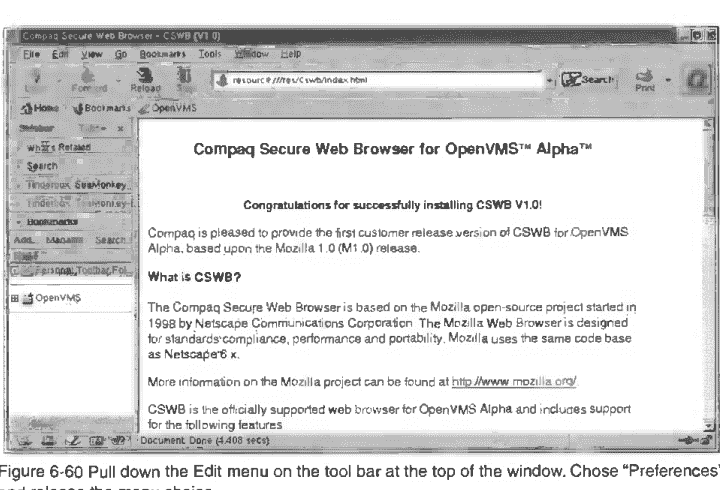 Compaq Secure Web Browser - CSWB (V1.0)
File Edit View Go Bookmarks Tools Window Help
Forward Reload Stop resource:///res/cswb/index.html Search Print
Home Bookmarks OpenVMS
Sidebar Tabs x
What's Related
Search
Tinderbox: SeaMonkey
Tinderbox: SeaMonkey-
Bookmarks
Add... Manage Search
Name
Personal Toolbar Fol
OpenVMS
Compaq Secure Web Browser for OpenVMS™ Alpha™
Congratulations for successfully installing CSWB V1.0!
Compaq is pleased to provide the first customer release version of CSWB for OpenVMS
Alpha, based upon the Mozilla 1.0 (M1.0) release.
What is CSWB?
The Compaq Secure Web Browser is based on the Mozilla open-source project started in
1998 by Netscape Communications Corporation. The Mozilla Web Browser is designed
for standards compliance, performance and portability. Mozilla uses the same code base
as Netscape 6.x.
More information on the Mozilla project can be found at http://www.mozilla.org/.
CSWB is the officially supported web browser for OpenVMS Alpha and includes support
for the following features
Document: Done (4.408 secs)
Figure 6-60 Pull down the Edit menu on the tool bar at the top of the window. Chose "Preferences"
and release the menu choice